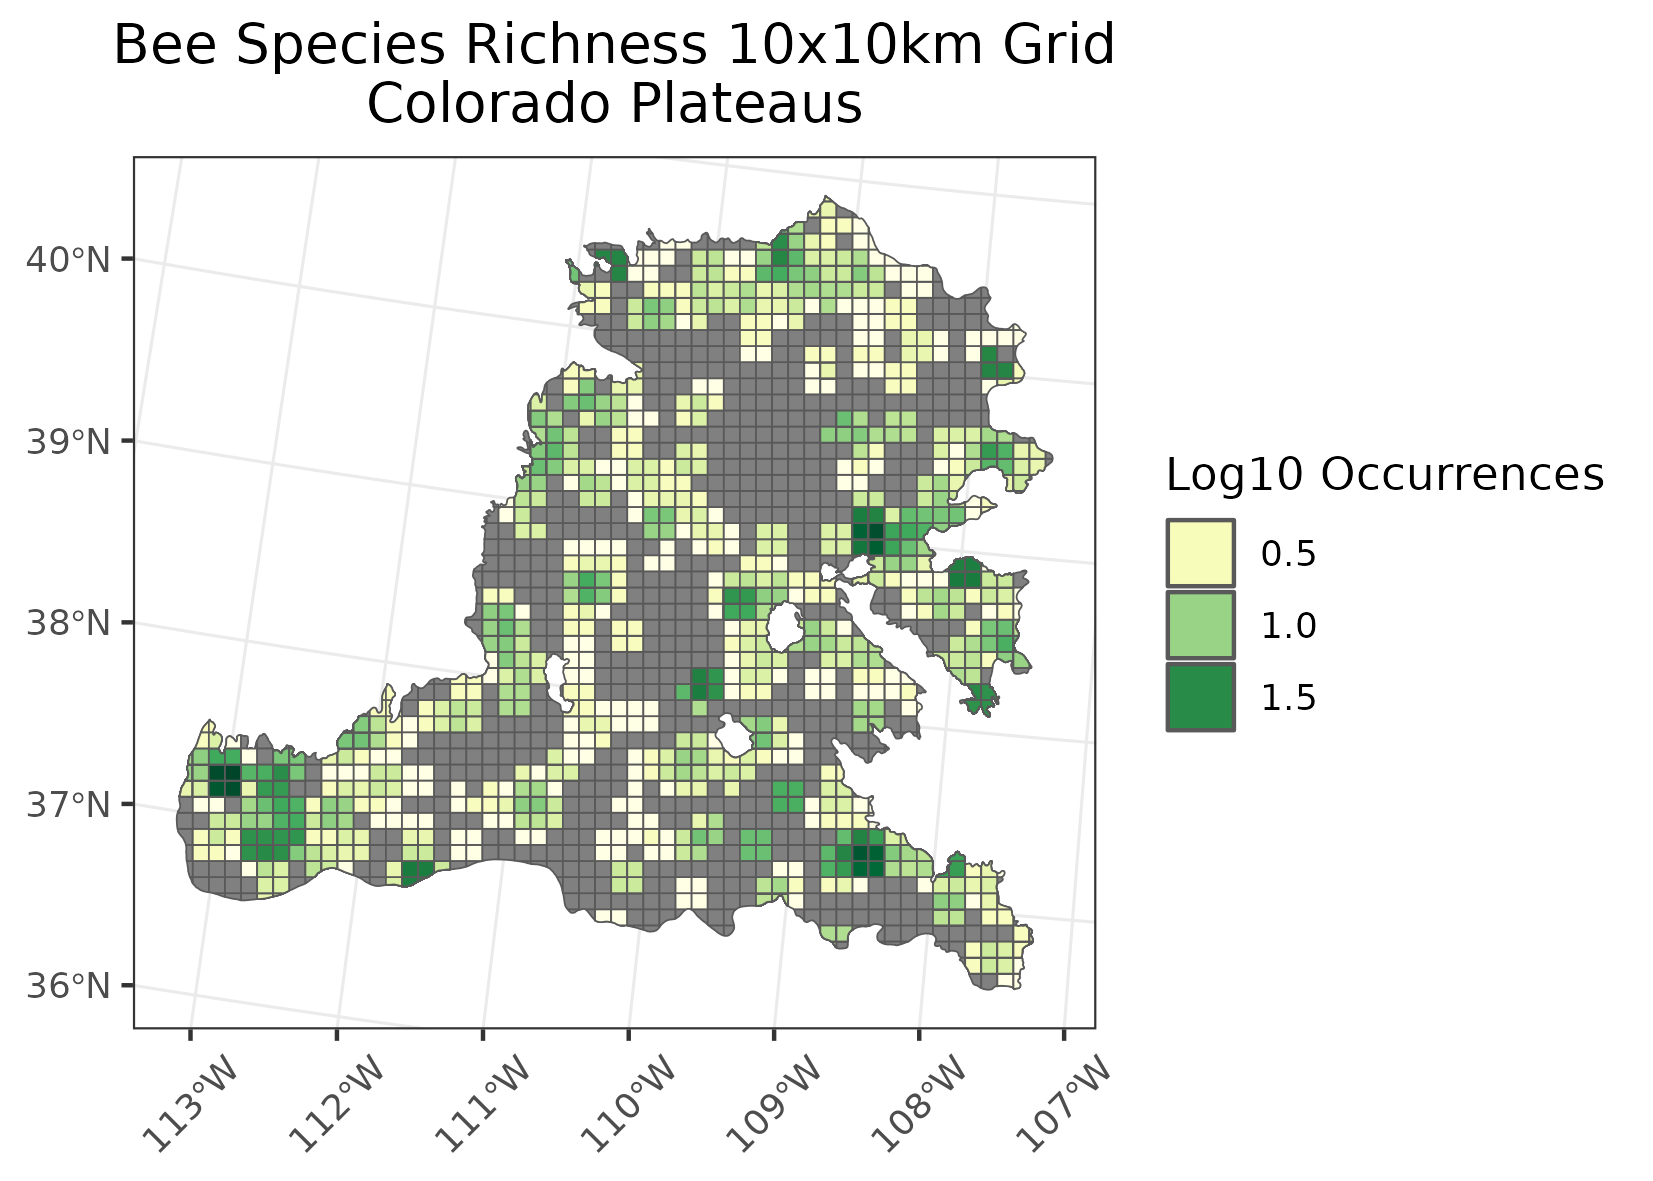 Bee Species Richness 10x10km Grid
Colorado Plateaus
40°N
39°N
38°N
37°N
36°N
113°W
112°W
111°W
110°W
109°W
108°W
107°W
Log10 Occurrences
0.5
1.0
1.5